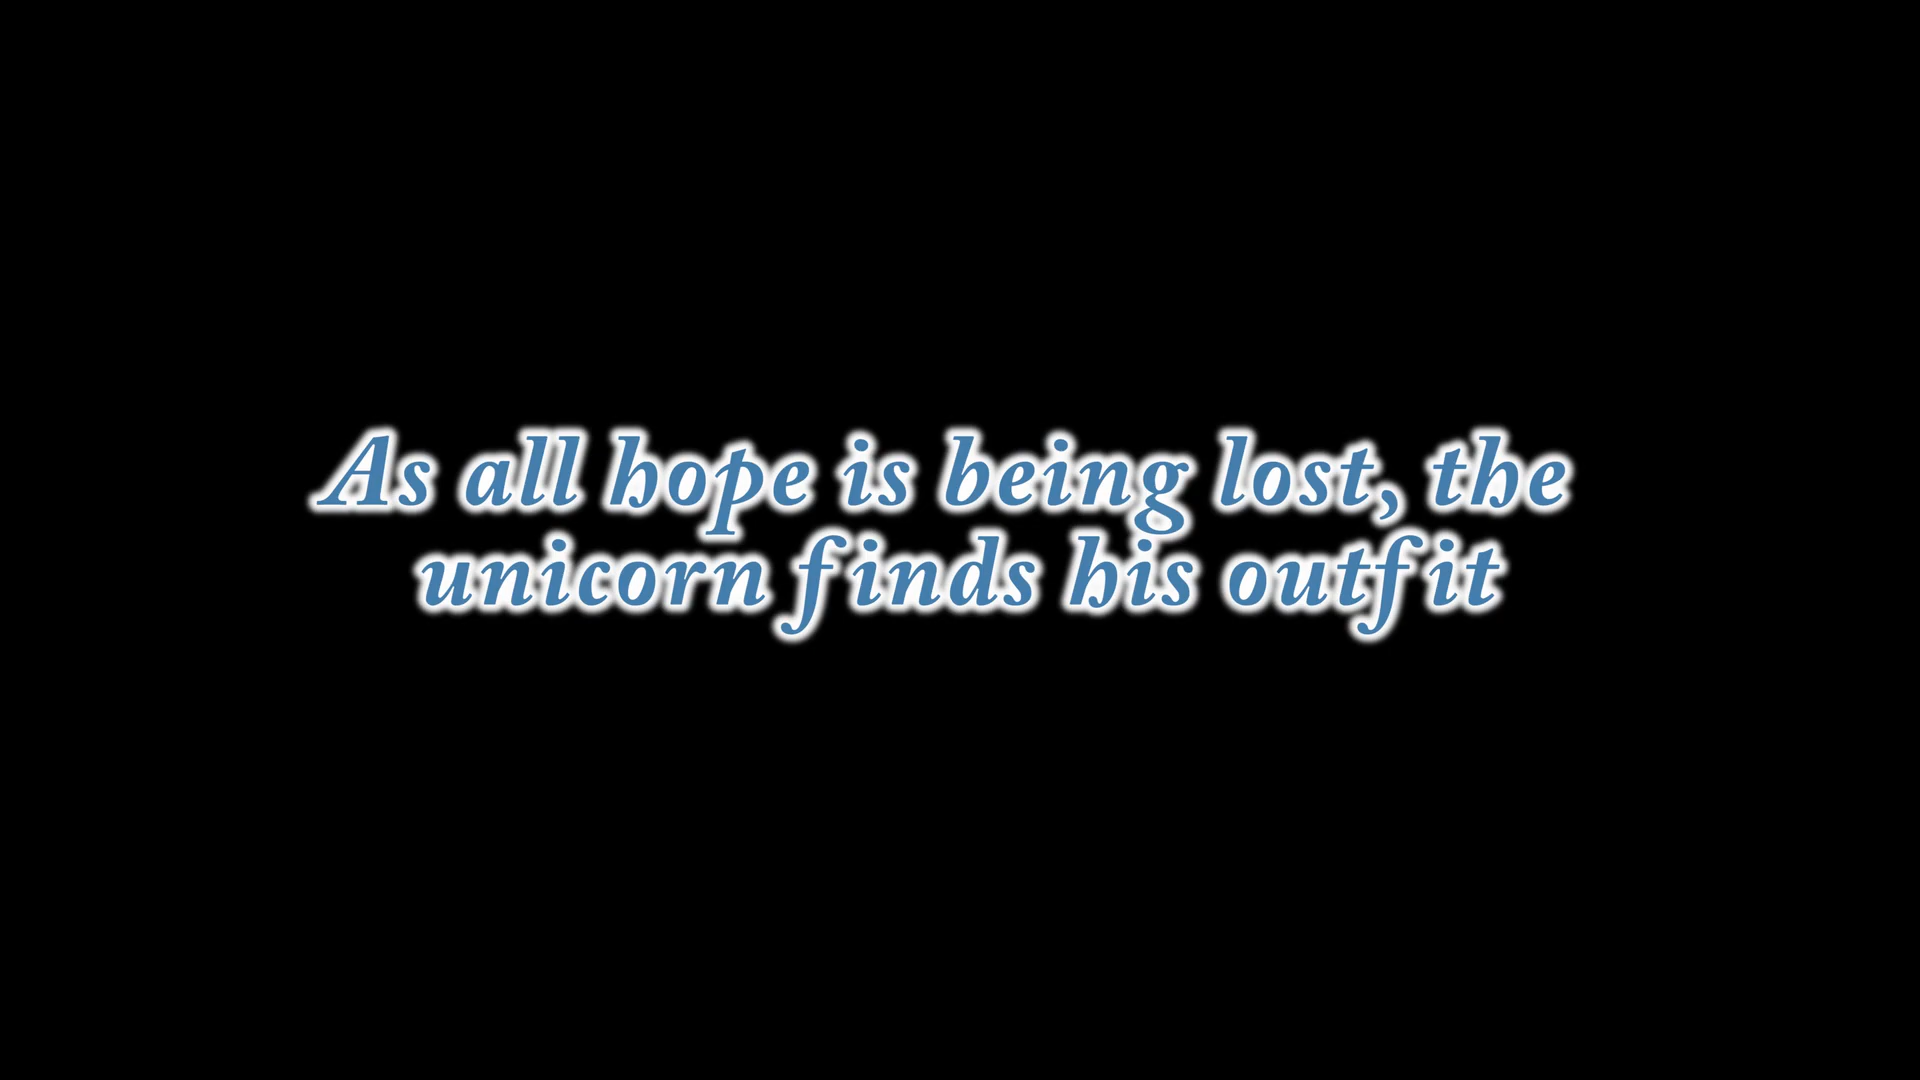 As all hope is being lost, the
unicorn finds his outfit